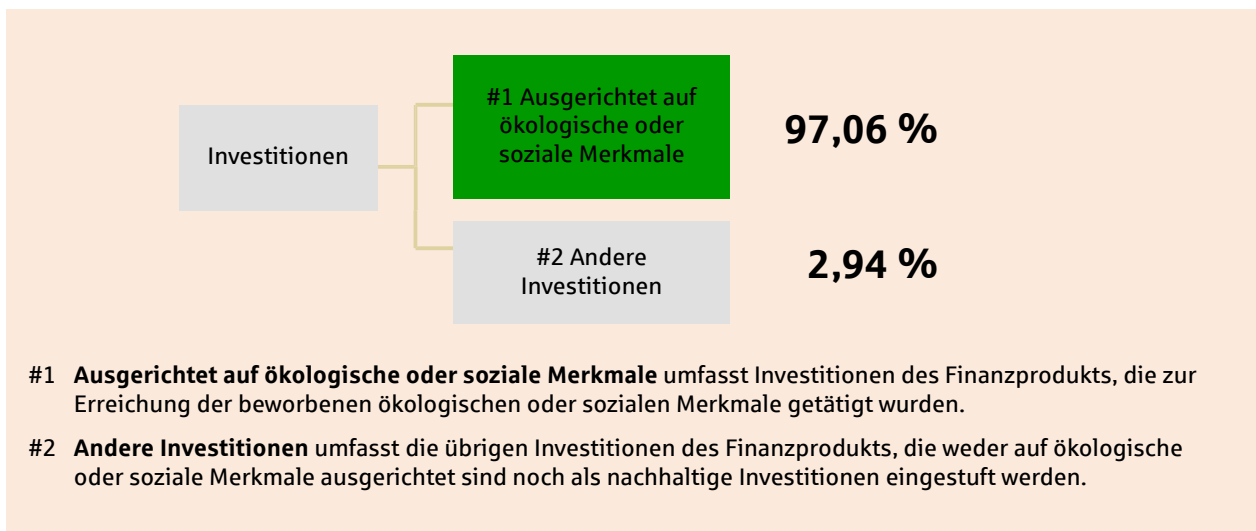 #1 Ausgerichtet auf
ökologische oder
soziale Merkmale
97,06 %
Investitionen
#2 Andere
Investitionen
2,94 %
#1 Ausgerichtet auf ökologische oder soziale Merkmale umfasst Investitionen des Finanzprodukts, die zur
Erreichung der beworbenen ökologischen oder sozialen Merkmale getätigt wurden.
#2 Andere Investitionen umfasst die übrigen Investitionen des Finanzprodukts, die weder auf ökologische
oder soziale Merkmale ausgerichtet sind noch als nachhaltige Investitionen eingestuft werden.